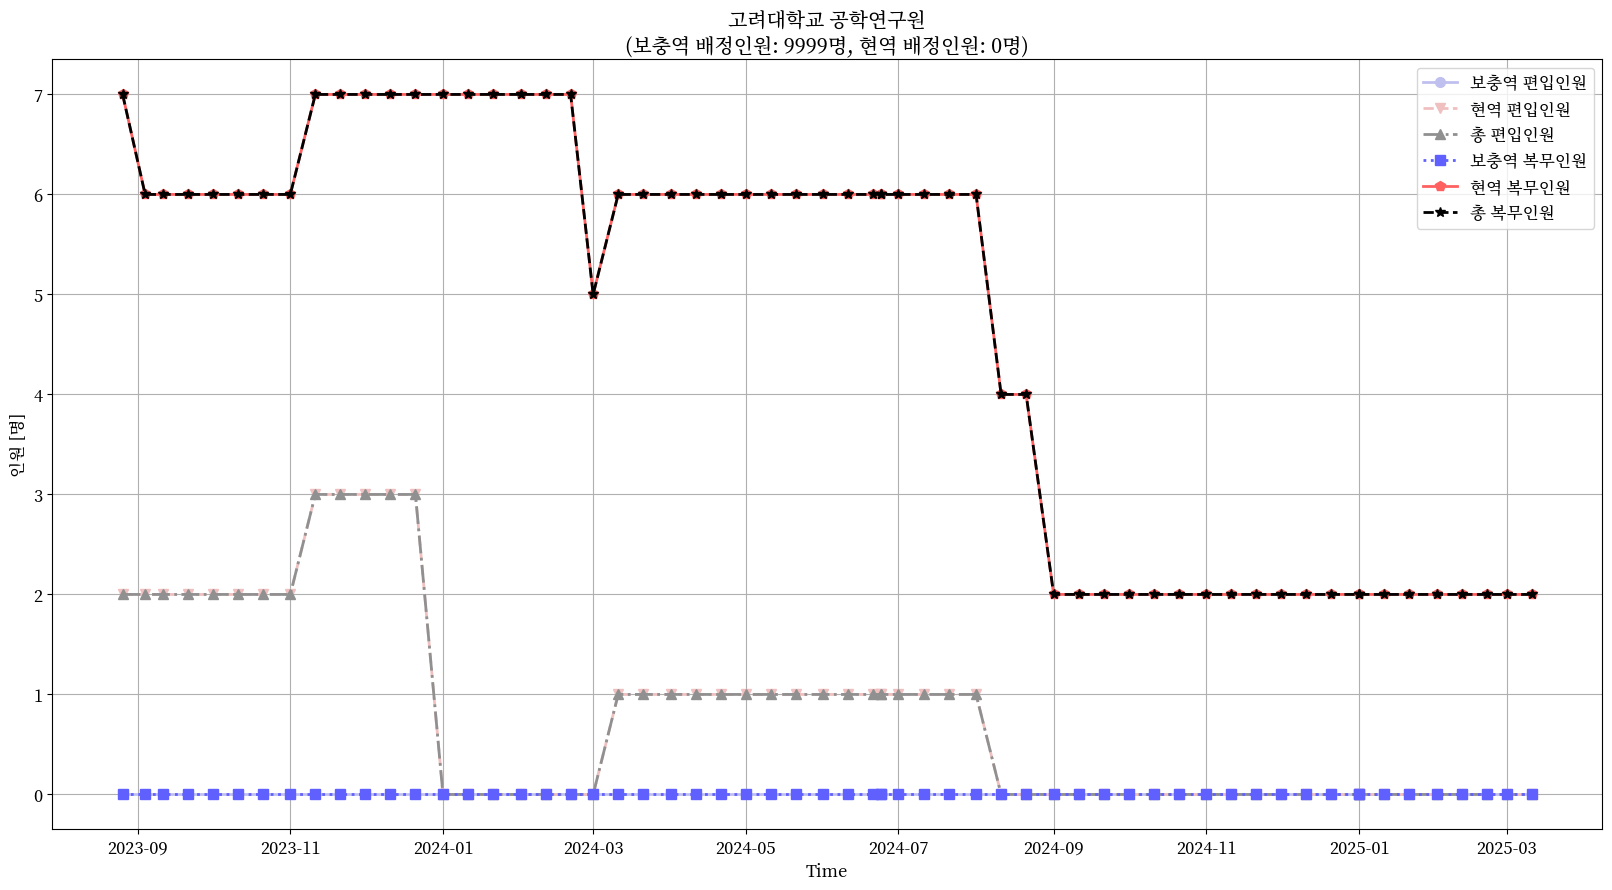 고려대학교 공학연구원
(보충역 배정인원: 9999명, 현역 배정인원: 0명)
보충역 편입인원
현역 편입인원
총 편입인원
보충역 복무인원
현역 복무인원
총 복무인원
인원 [명]
7
6
5
4
3
2
1
0
2023-09 2023-11 2024-01 2024-03 2024-05 2024-07 2024-09 2024-11 2025-01 2025-03
Time